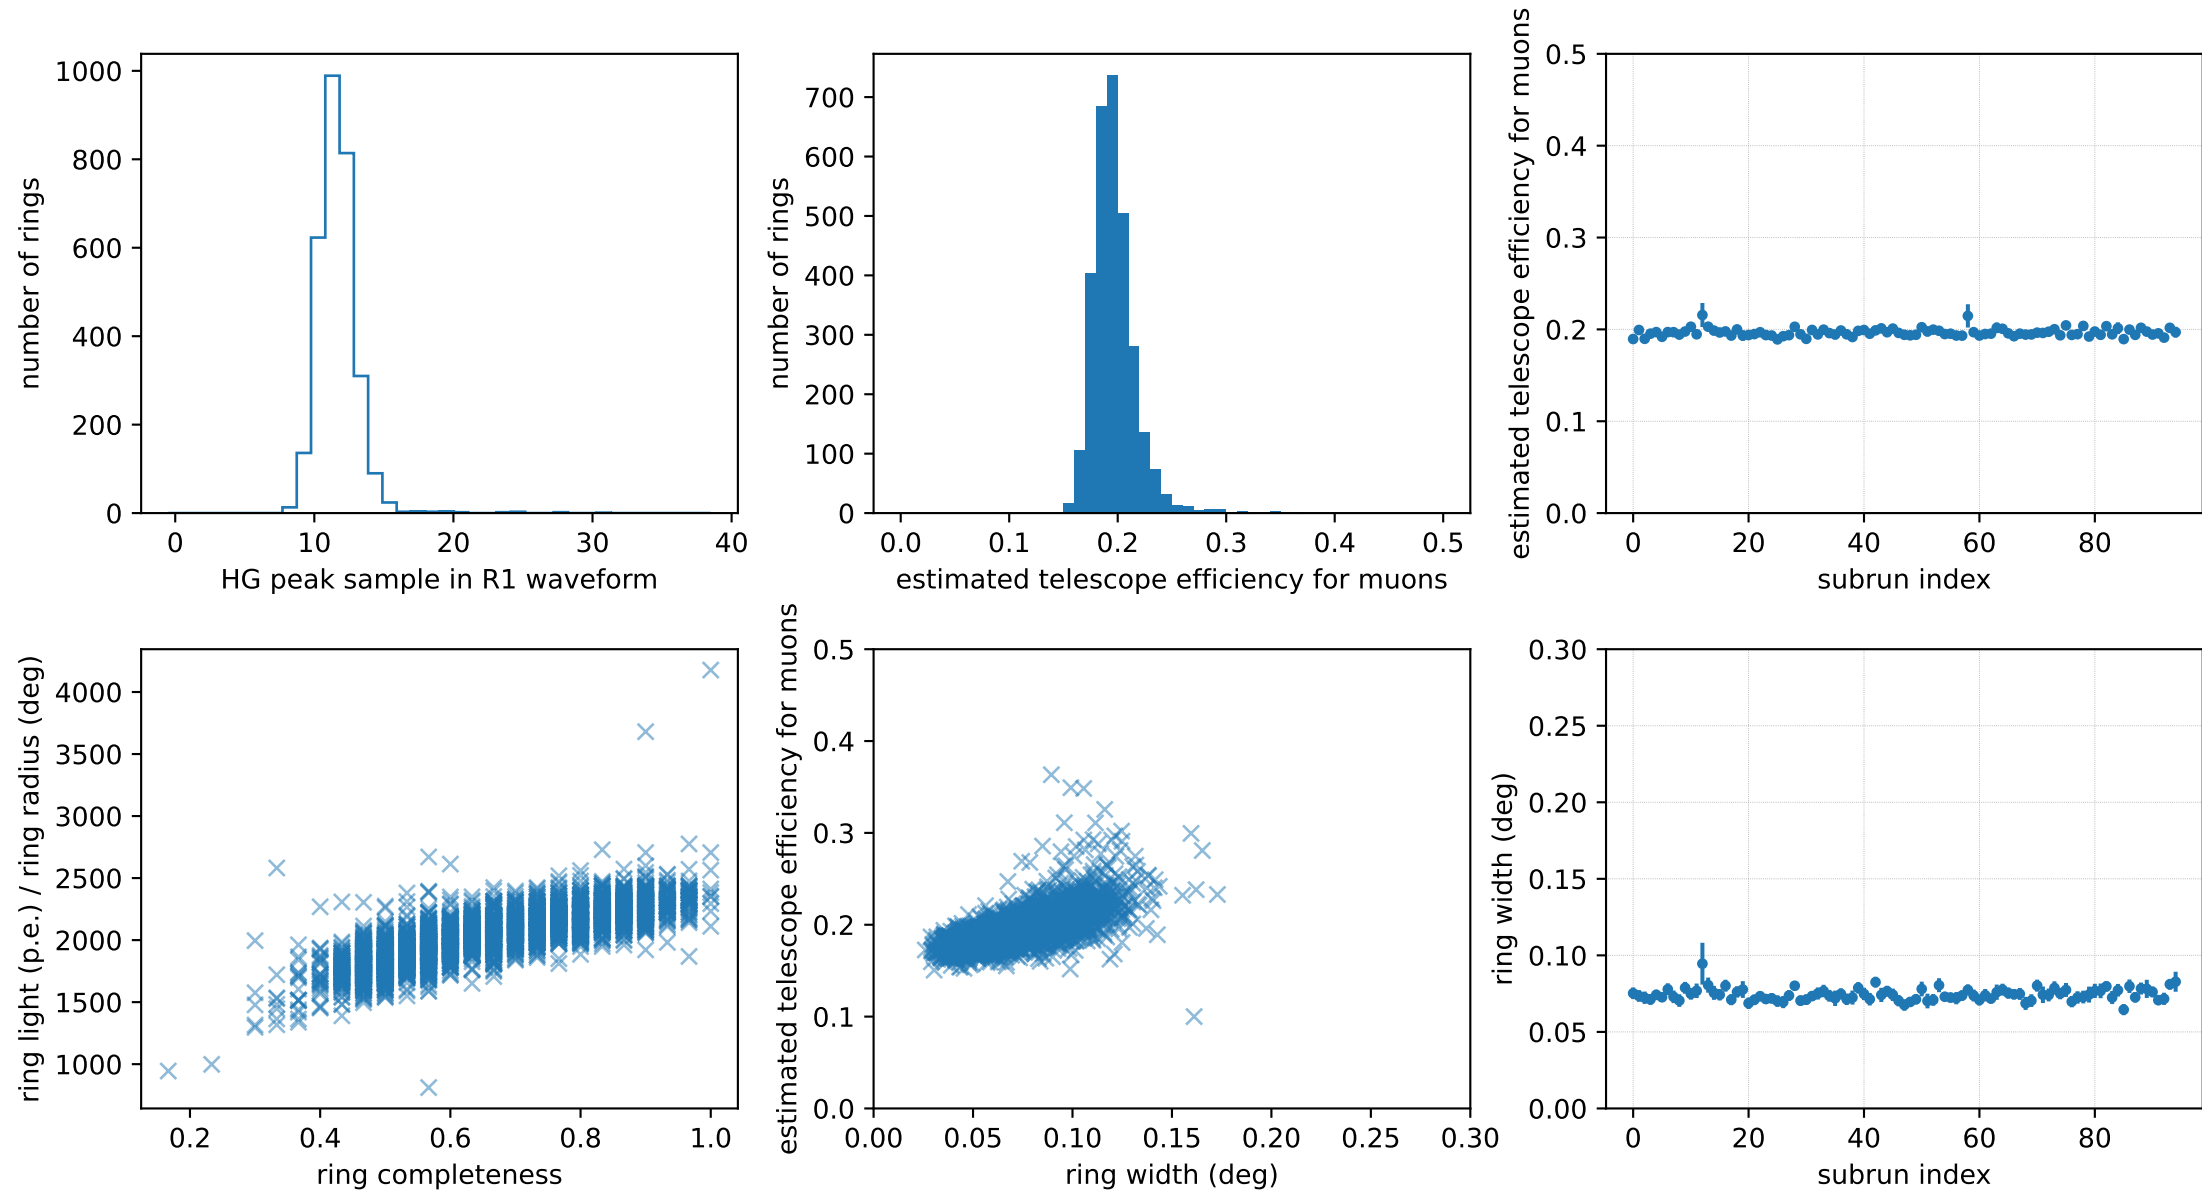 number of rings
1000
800
600
400
200
0
0 10 20 30 40
HG peak sample in R1 waveform
number of rings
700
600
500
400
300
200
100
0
0.0 0.1 0.2 0.3 0.4 0.5
estimated telescope efficiency for muons
estimated telescope efficiency for muons
0.5
0.4
0.3
0.2
0.1
0.0
0 20 40 60 80
subrun index
ring light (p.e.) / ring radius (deg)
4000
3500
3000
2500
2000
1500
1000
0.2 0.4 0.6 0.8 1.0
ring completeness
estimated telescope efficiency for muons
0.5
0.4
0.3
0.2
0.1
0.0
0.00 0.05 0.10 0.15 0.20 0.25 0.30
ring width (deg)
ring width (deg)
0.30
0.25
0.20
0.15
0.10
0.05
0.00
0 20 40 60 80
subrun index